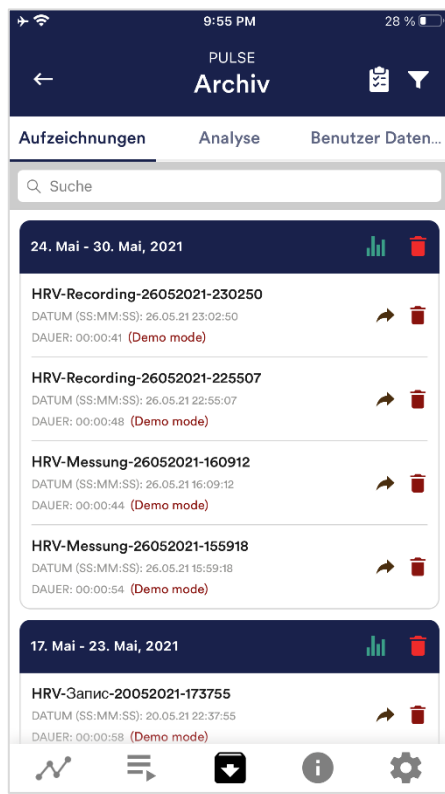 9:55 PM
28 %
PULSE
Archiv
Aufzeichnungen
Analyse
Benutzer Daten...
Suche
24. Mai - 30. Mai, 2021
HRV-Recording-26052021-230250
DATUM (SS:MM:SS): 26.05.21 23:02:50
DAUER: 00:00:41 (Demo mode)
HRV-Recording-26052021-225507
DATUM (SS:MM:SS): 26.05.21 22:55:07
DAUER: 00:00:48 (Demo mode)
HRV-Messung-26052021-160912
DATUM (SS:MM:SS): 26.05.21 16:09:12
DAUER: 00:00:44 (Demo mode)
HRV-Messung-26052021-155918
DATUM (SS:MM:SS): 26.05.21 15:59:18
DAUER: 00:00:54 (Demo mode)
17. Mai - 23. Mai, 2021
HRV-Запис-20052021-173755
DATUM (SS:MM:SS): 20.05.21 22:37:55
DAUER: 00:00:58 (Demo mode)